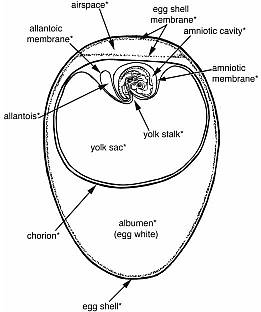 airspace*
egg shell
membrane*
allantoic
membrane*
amniotic cavity*
amniotic
membrane*
allantois*
yolk stalk*
yolk sac*
albumen*
(egg white)
chorion*
egg shell*